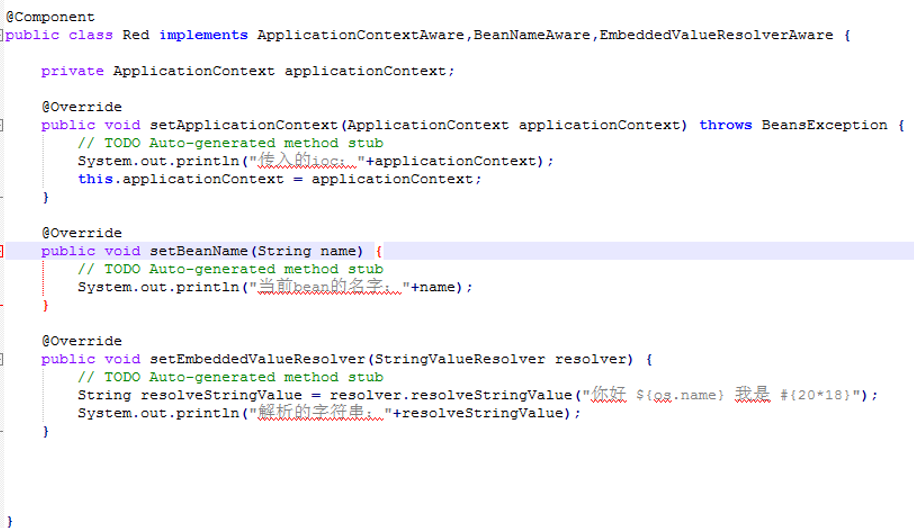 @Component
public class Red implements ApplicationContextAware,BeanNameAware,EmbeddedValueResolverAware {
private ApplicationContext applicationContext;
@Override
public void setApplicationContext(ApplicationContext applicationContext) throws BeansException {
// TODO Auto-generated method stub
System.out.println("传入的ioc："+applicationContext);
this.applicationContext = applicationContext;
}
@Override
public void setBeanName(String name) {
// TODO Auto-generated method stub
System.out.println("当前bean的名字："+name);
}
@Override
public void setEmbeddedValueResolver(StringValueResolver resolver) {
// TODO Auto-generated method stub
String resolveStringValue = resolver.resolveStringValue("你好 ${os.name} 我是 #{20*18}");
System.out.println("解析的字符串："+resolveStringValue);
}
}